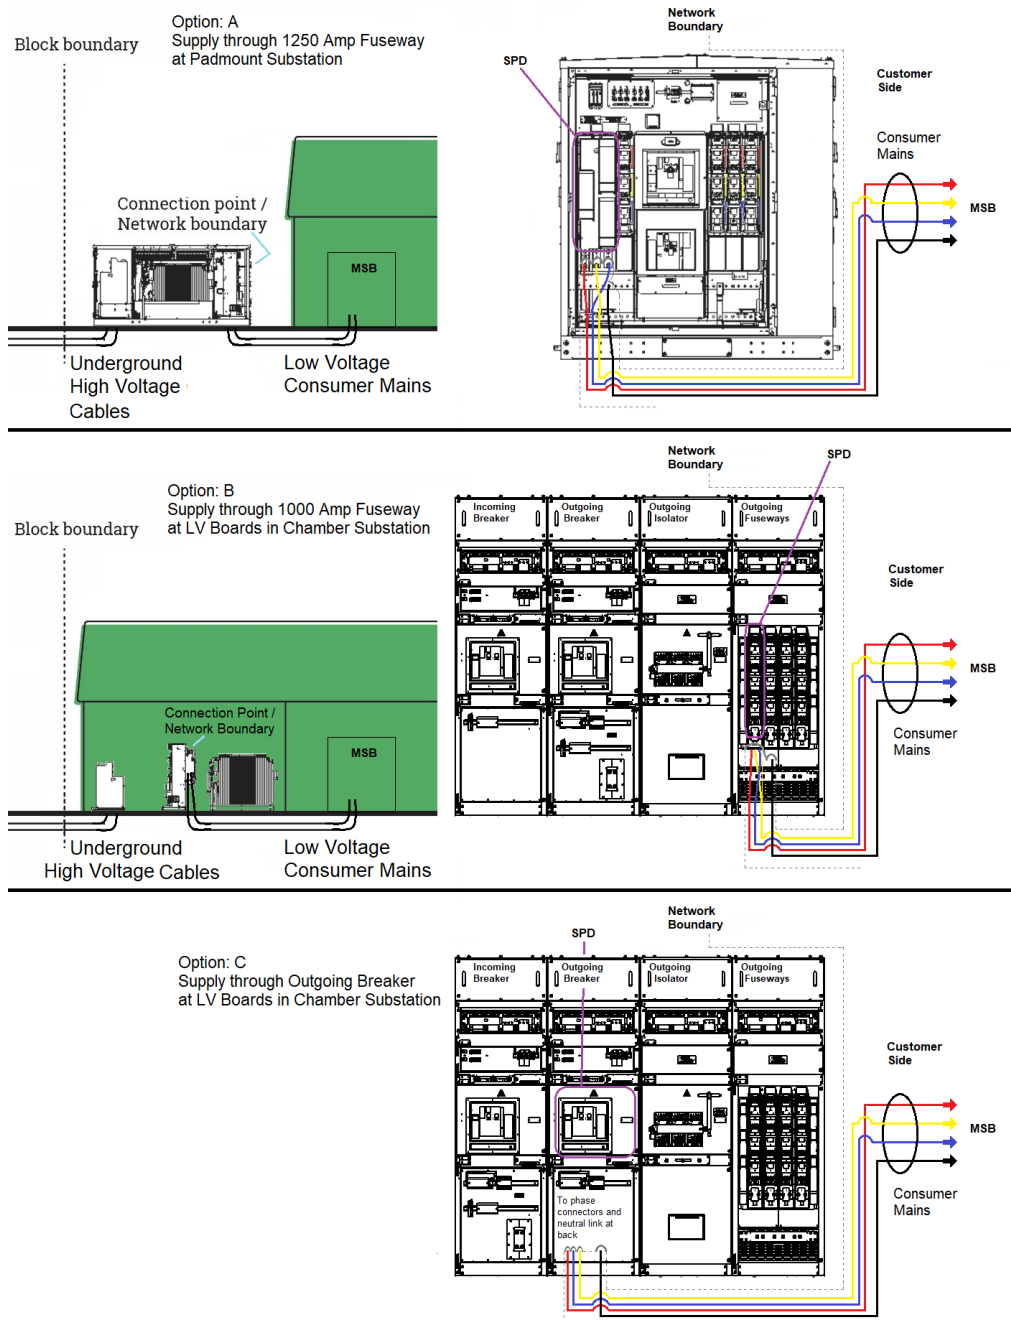 Option: A
Supply through 1250 Amp Fuseway
at Padmount Substation
Block boundary
Connection point /
Network boundary
MSB
Underground
High Voltage
Cables
Low Voltage
Consumer Mains
Network
Boundary
SPD
Customer
Side
Consumer
Mains
MSB
Option: B
Supply through 1000 Amp Fuseway
at LV Boards in Chamber Substation
Block boundary
Connection Point /
Network Boundary
MSB
Underground
High Voltage Cables
Low Voltage
Consumer Mains
Network
Boundary
SPD
Incoming
Breaker
Outgoing
Breaker
Outgoing
Isolator
Outgoing
Fuseways
Customer
Side
MSB
Consumer
Mains
Option: C
Supply through Outgoing Breaker
at LV Boards in Chamber Substation
Network
Boundary
SPD
Incoming
Breaker
Outgoing
Breaker
Outgoing
Isolator
Outgoing
Fuseways
Customer
Side
MSB
Consumer
Mains
To phase
connectors and
neutral link at
back